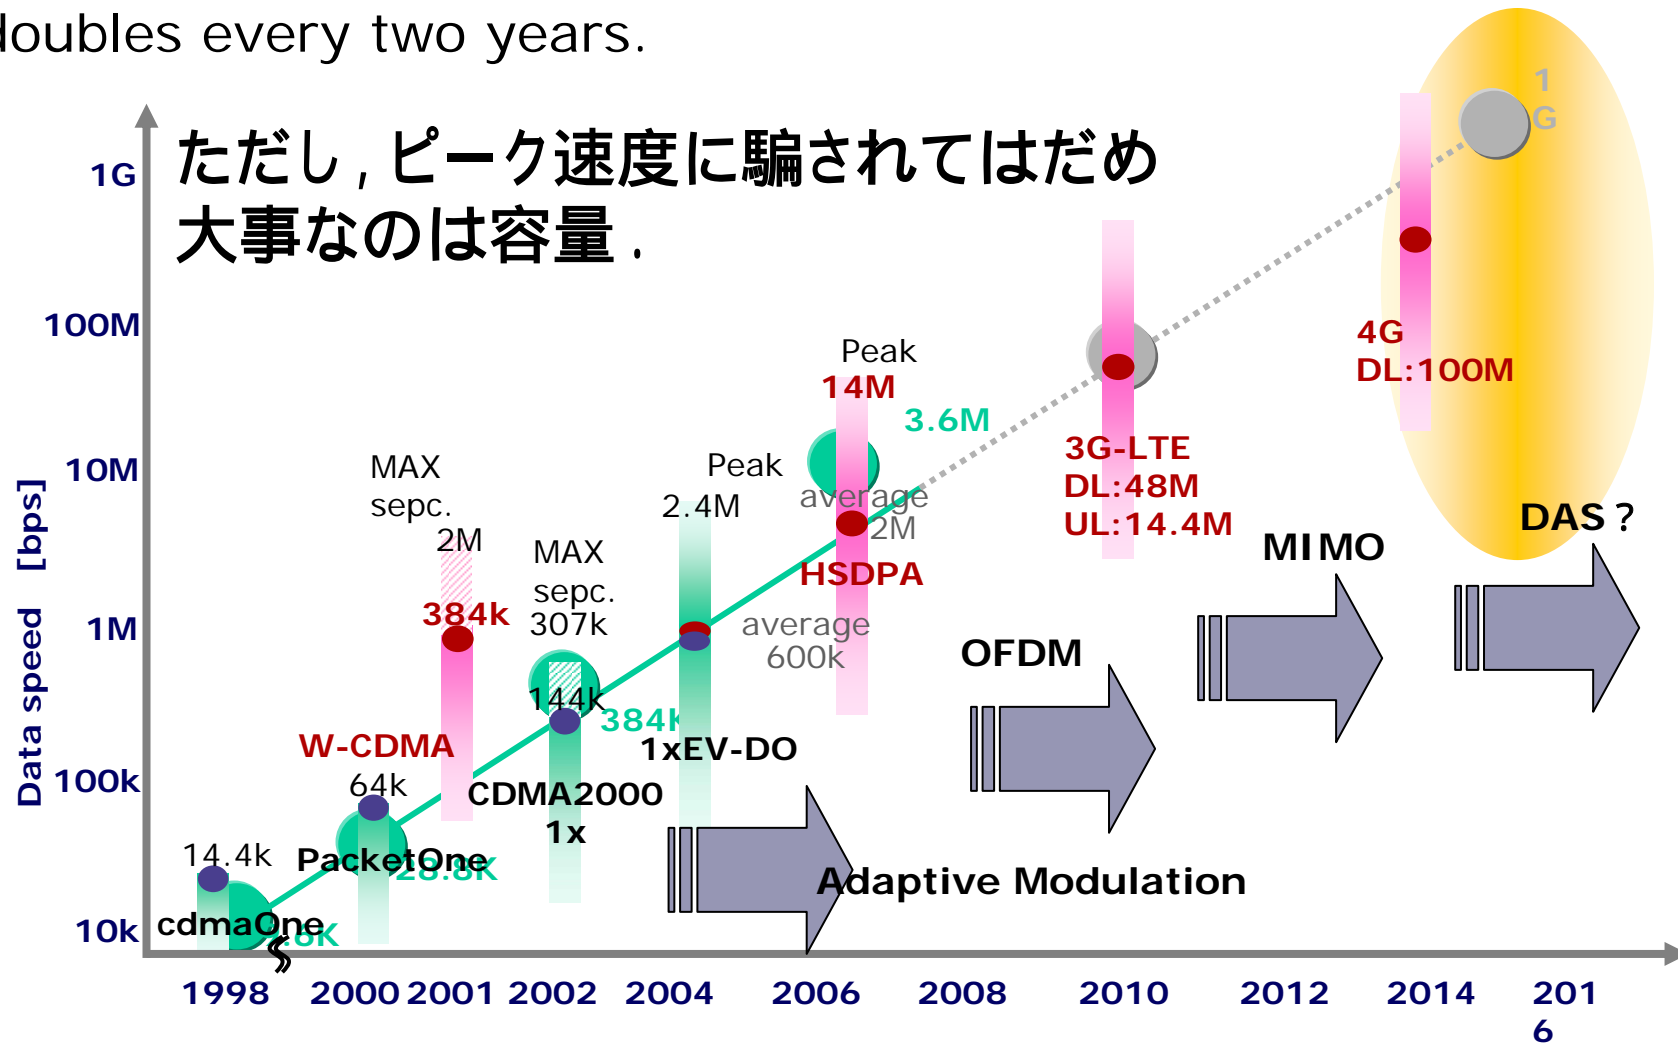 doubles every two years.
ただし,ピーク速度に騙されてはだめ
大事なのは容量.
1G
100M
10M
1M
100k
10k
Data speed [bps]
1
G
4G
DL:100M
Peak
14M
3.6M
average
2M
HSDPA
3G-LTE
DL:48M
UL:14.4M
MAX
sepc.
2M
384k
W-CDMA
MAX
sepc.
307k
144k
384K
CDMA2000
1x
Peak
2.4M
average
600k
1xEV-DO
64k
PacketOne
28.8K
14.4k
cdmaOne
.6K
Adaptive Modulation
OFDM
MIMO
DAS?
1998 2000 2001 2002 2004 2006 2008 2010 2012 2014 201
6